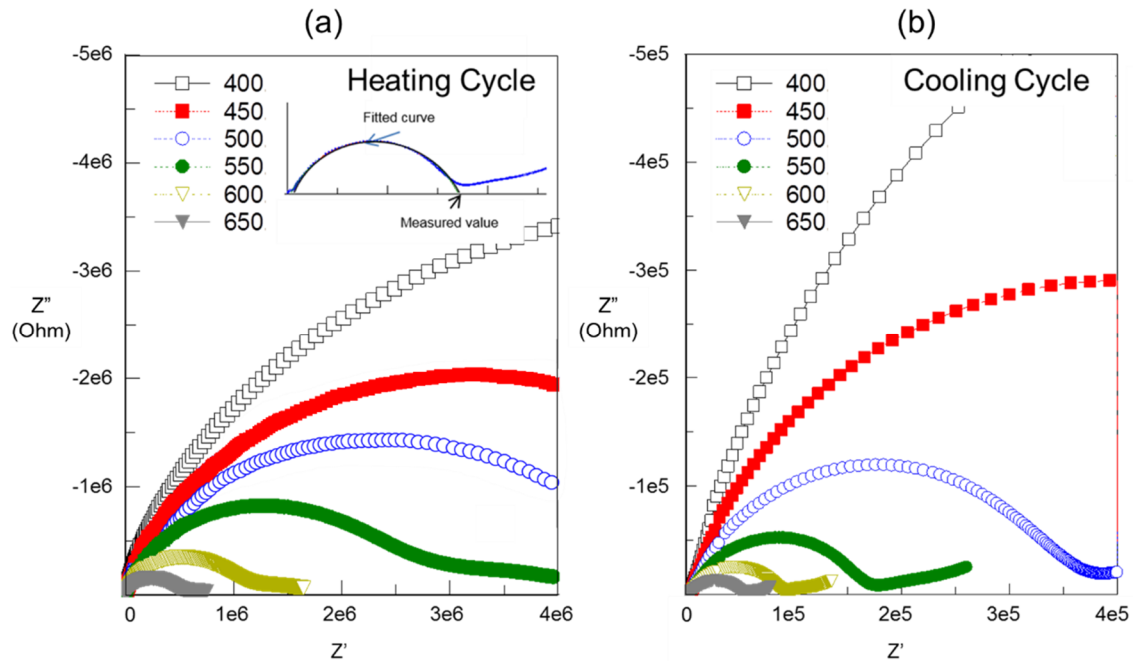 (a)
(b)
-5e6
-4e6
-3e6
-2e6
-1e6
Z”
(Ohm)
400
450
500
550
600
650
Heating Cycle
Fitted curve
Measured value
0
1e6
2e6
3e6
4e6
Z'
-5e5
-4e5
-3e5
-2e5
-1e5
Z”
(Ohm)
400
450
500
550
600
650
Cooling Cycle
0
1e5
2e5
3e5
4e5
Z'